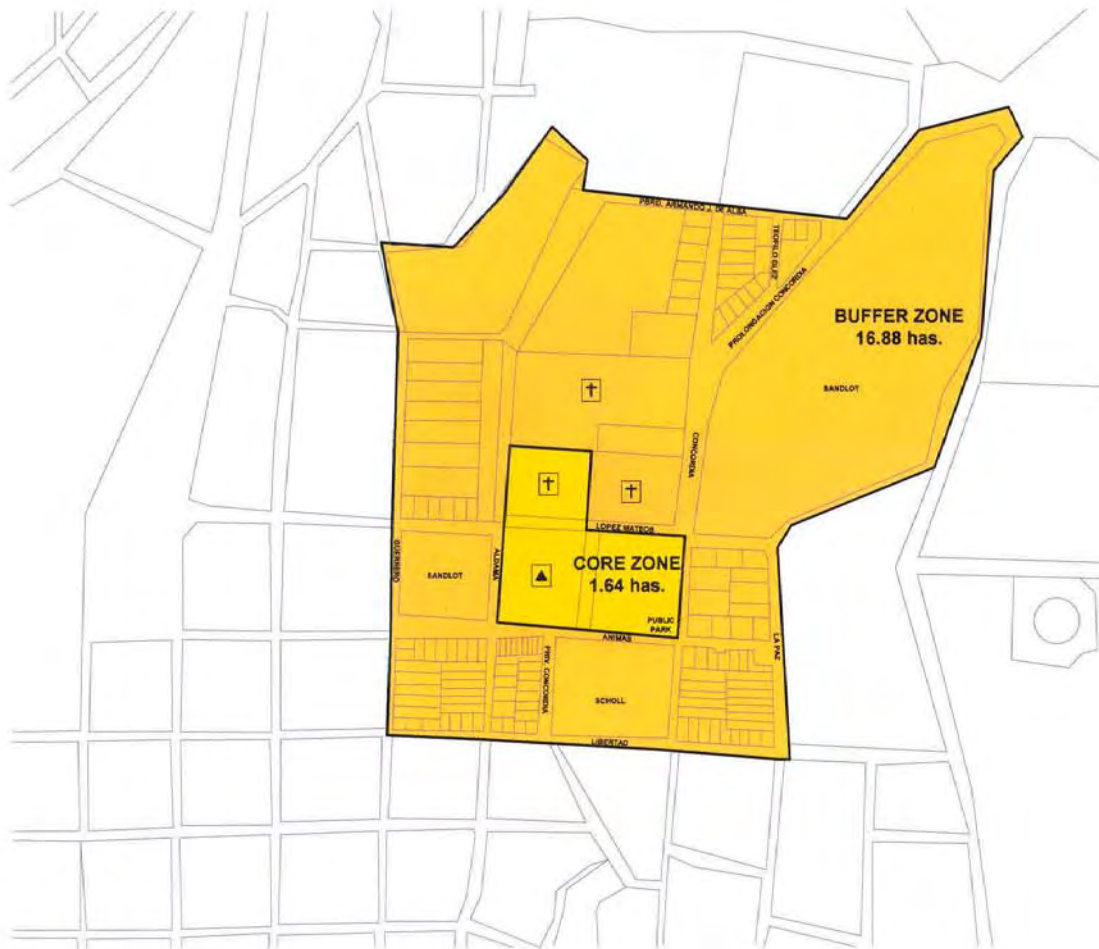 PBRO. ARMANDO J. DE ALBA
TEOFILO GLEZ
PROLONGACION CONCORDIA
BUFFER ZONE
16.88 has.
SANDLOT
CONCORDIA
LOPEZ MATEOS
GUERRERO
SANDLOT
ALDAMA
CORE ZONE
1.64 has.
PUBLIC
PARK
ANIMAS
LA PAZ
PRIV. CONCORDIA
SCHOLL
LIBERTAD